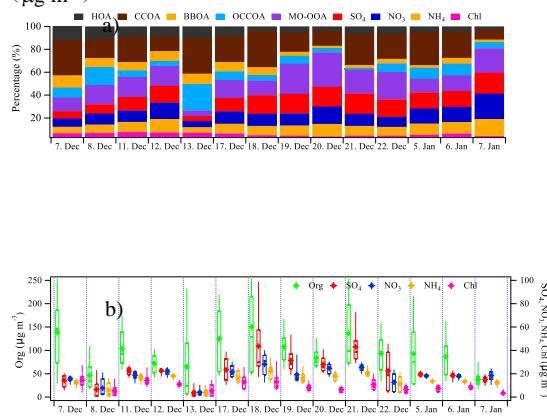 (μg m⁻³)
HOA CCOA BBOA OCCOA MO-OOA SO₄ NO₃ NH₄ Chl
a)
Percentage (%)
100
80
60
40
20
7. Dec 8. Dec 11. Dec 12. Dec 13. Dec 17. Dec 18. Dec 19. Dec 20. Dec 21. Dec 22. Dec 5. Jan 6. Jan 7. Jan
b)
Org SO₄ NO₃ NH₄ Chl
Org (μg m⁻³)
250
200
150
100
50
0
100
80
60
40
20
0
SO₄, NO₃, NH₄, Chl (μg m⁻³)
7. Dec 8. Dec 11. Dec 12. Dec 13. Dec 17. Dec 18. Dec 19. Dec 20. Dec 21. Dec 22. Dec 5. Jan 6. Jan 7. Jan